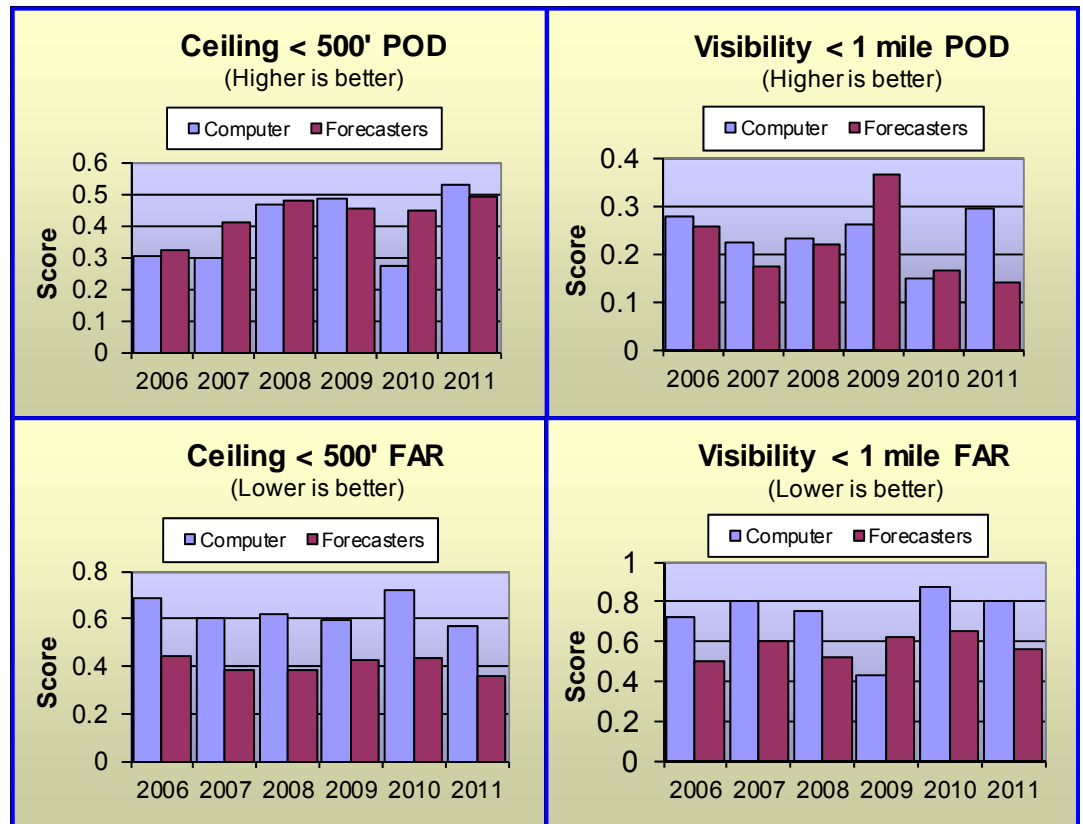 Ceiling < 500' POD
(Higher is better)
Computer Forecasters
Score
0.6
0.5
0.4
0.3
0.2
0.1
0
2006 2007 2008 2009 2010 2011
Visibility < 1 mile POD
(Higher is better)
Computer Forecasters
Score
0.4
0.3
0.2
0.1
0
2006 2007 2008 2009 2010 2011
Ceiling < 500' FAR
(Lower is better)
Computer Forecasters
Score
0.8
0.6
0.4
0.2
0
2006 2007 2008 2009 2010 2011
Visibility < 1 mile FAR
(Lower is better)
Computer Forecasters
Score
1
0.8
0.6
0.4
0.2
0
2006 2007 2008 2009 2010 2011